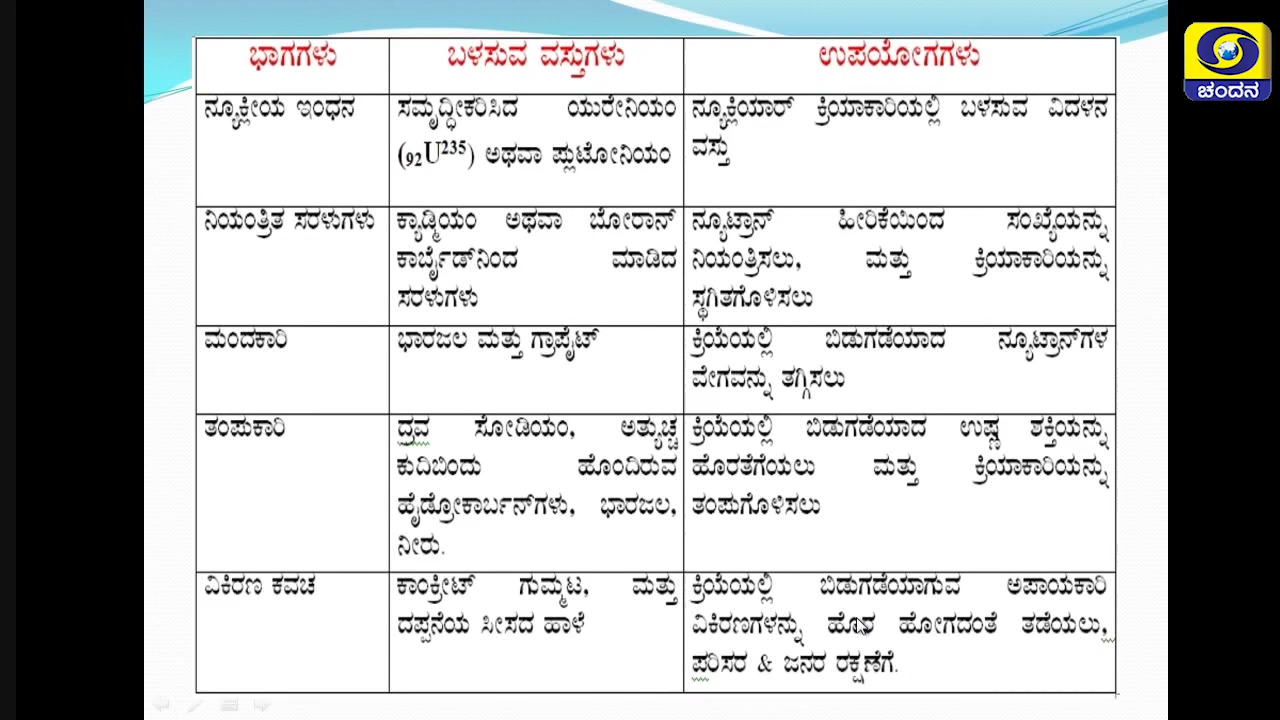 ಭಾಗಗಳು ಬಳಸುವ ವಸ್ತುಗಳು ಉಪಯೋಗಗಳು
ನ್ಯೂಕ್ಲೀಯ ಇಂಧನ
ಸಮೃದ್ಧೀಕರಿಸಿದ ಯುರೇನಿಯಂ
(₉₂U²³⁵) ಅಥವಾ ಪ್ಲುಟೋನಿಯಂ
ನ್ಯೂಕ್ಲಿಯಾರ್ ಕ್ರಿಯಾಕಾರಿಯಲ್ಲಿ ಬಳಸುವ ವಿದಳನ
ವಸ್ತು
ನಿಯಂತ್ರಿತ ಸರಳುಗಳು
ಕ್ಯಾಡ್ಮಿಯಂ ಅಥವಾ ಬೋರಾನ್
ಕಾರ್ಬೈಡ್‌ನಿಂದ ಮಾಡಿದ
ಸರಳುಗಳು
ನ್ಯೂಟ್ರಾನ್ ಹೀರಿಕೆಯಿಂದ ಸಂಖ್ಯೆಯನ್ನು
ನಿಯಂತ್ರಿಸಲು, ಮತ್ತು ಕ್ರಿಯಾಕಾರಿಯನ್ನು
ಸ್ಥಗಿತಗೊಳಿಸಲು
ಮಂದಕಾರಿ
ಭಾರಜಲ ಮತ್ತು ಗ್ರಾಪೈಟ್
ಕ್ರಿಯೆಯಲ್ಲಿ ಬಿಡುಗಡೆಯಾದ ನ್ಯೂಟ್ರಾನ್‌ಗಳ
ವೇಗವನ್ನು ತಗ್ಗಿಸಲು
ತಂಪುಕಾರಿ
ದ್ರವ ಸೋಡಿಯಂ, ಅತ್ಯುಚ್ಚ
ಕುದಿಬಿಂದು ಹೊಂದಿರುವ
ಹೈಡ್ರೋಕಾರ್ಬನ್‌ಗಳು, ಭಾರಜಲ,
ನೀರು.
ಕ್ರಿಯೆಯಲ್ಲಿ ಬಿಡುಗಡೆಯಾದ ಉಷ್ಣ ಶಕ್ತಿಯನ್ನು
ಹೊರತೆಗೆಯಲು ಮತ್ತು ಕ್ರಿಯಾಕಾರಿಯನ್ನು
ತಂಪುಗೊಳಿಸಲು
ವಿಕಿರಣ ಕವಚ
ಕಾಂಕ್ರೀಟ್ ಗುಮ್ಮಟ, ಮತ್ತು
ದಪ್ಪನೆಯ ಸೀಸದ ಹಾಳೆ
ಕ್ರಿಯೆಯಲ್ಲಿ ಬಿಡುಗಡೆಯಾಗುವ ಅಪಾಯಕಾರಿ
ವಿಕಿರಣಗಳನ್ನು ಹೊರ ಹೋಗದಂತೆ ತಡೆಯಲು,
ಪರಿಸರ & ಜನರ ರಕ್ಷಣೆಗೆ.
ಚಂದನ